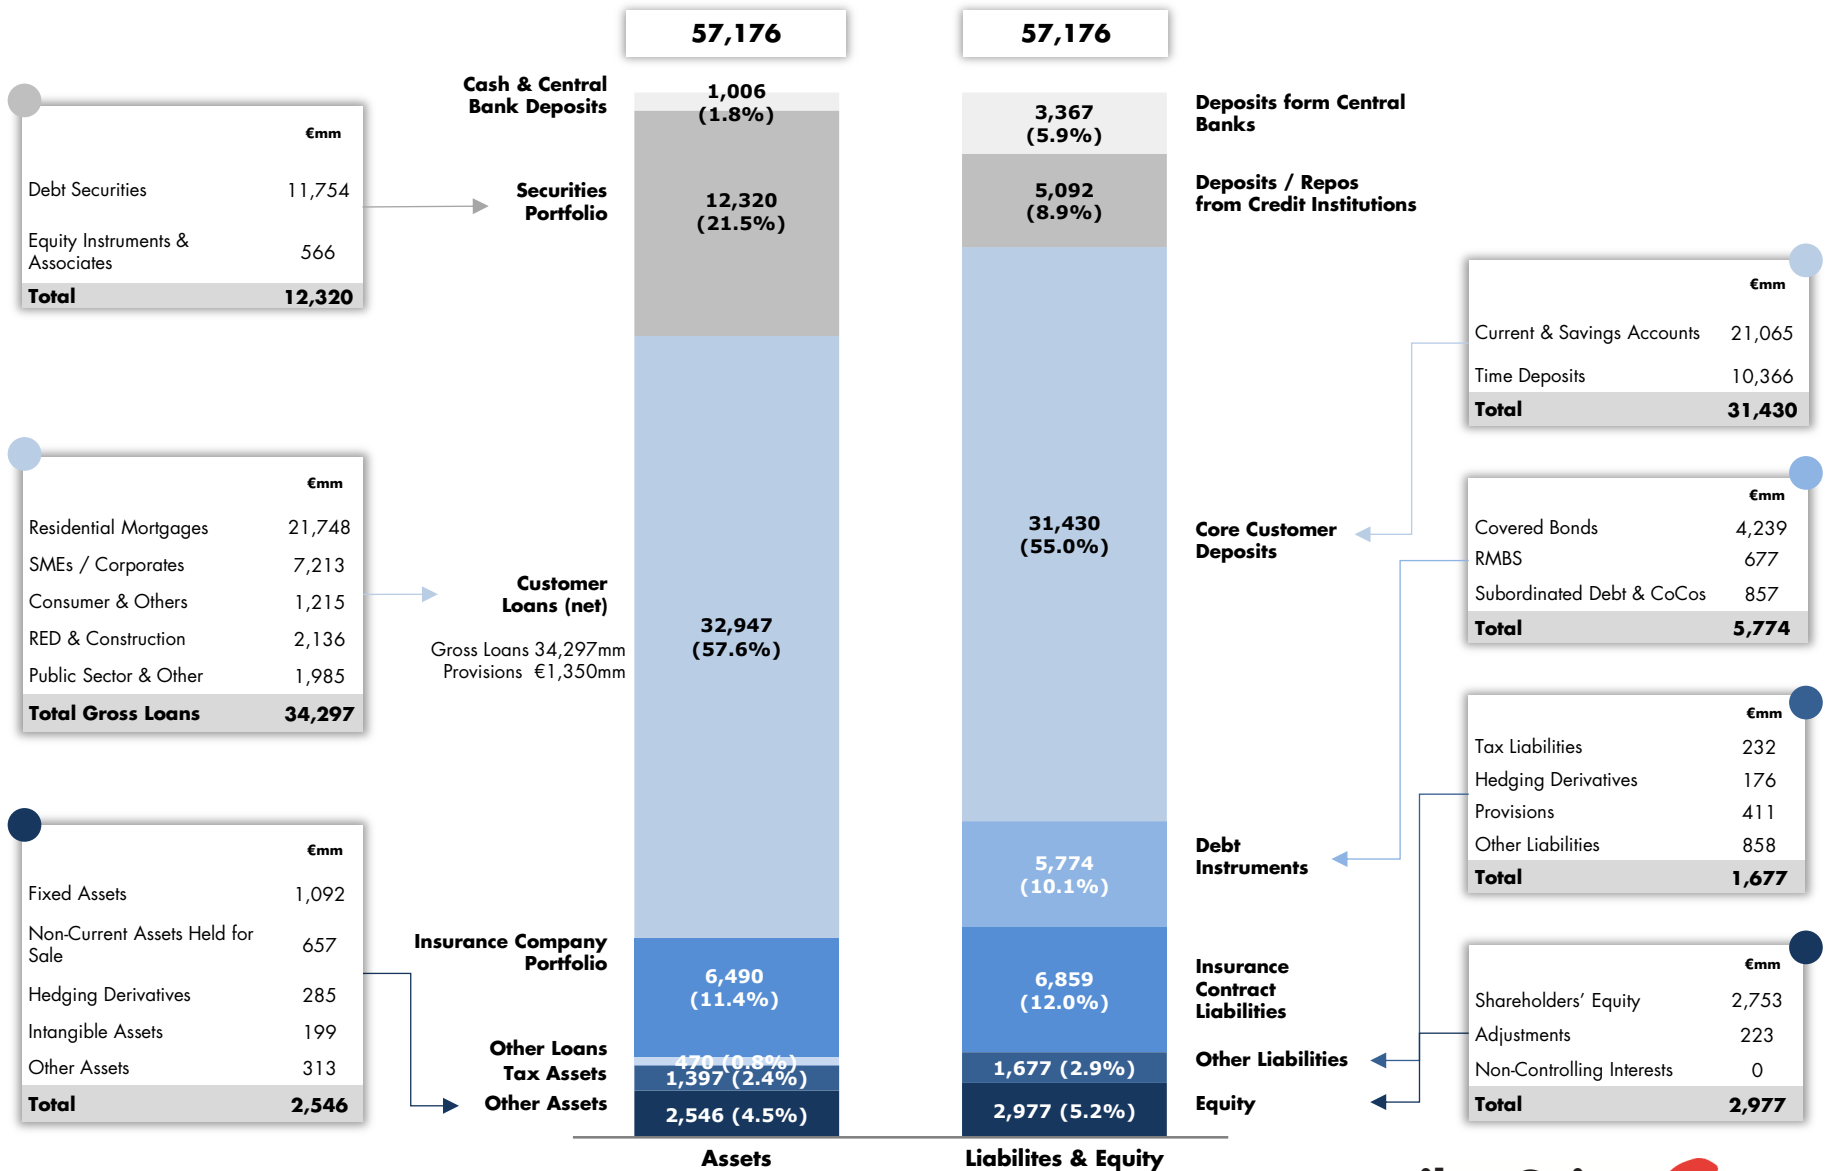 57,176
57,176
Cash & Central
Bank Deposits
1,006
(1.8%)
3,367
(5.9%)
Deposits form Central
Banks
€mm
Debt Securities 11,754
Equity Instruments &
Associates 566
Total 12,320
Securities
Portfolio
12,320
(21.5%)
5,092
(8.9%)
Deposits / Repos
from Credit Institutions
€mm
Current & Savings Accounts 21,065
Time Deposits 10,366
Total 31,430
€mm
Residential Mortgages 21,748
SMEs / Corporates 7,213
Consumer & Others 1,215
RED & Construction 2,136
Public Sector & Other 1,985
Total Gross Loans 34,297
Customer
Loans (net)
Gross Loans 34,297mm
Provisions €1,350mm
32,947
(57.6%)
31,430
(55.0%)
Core Customer
Deposits
€mm
Covered Bonds 4,239
RMBS 677
Subordinated Debt & CoCos 857
Total 5,774
5,774
(10.1%)
Debt
Instruments
€mm
Tax Liabilities 232
Hedging Derivatives 176
Provisions 411
Other Liabilities 858
Total 1,677
€mm
Fixed Assets 1,092
Non-Current Assets Held for
Sale 657
Hedging Derivatives 285
Intangible Assets 199
Other Assets 313
Total 2,546
Insurance Company
Portfolio
6,490
(11.4%)
6,859
(12.0%)
Insurance
Contract
Liabilities
Other Loans
470 (0.8%)
Tax Assets
1,397 (2.4%)
Other Assets
2,546 (4.5%)
1,677 (2.9%)
Other Liabilities
2,977 (5.2%)
Equity
€mm
Shareholders’ Equity 2,753
Adjustments 223
Non-Controlling Interests 0
Total 2,977
Assets
Liabilites & Equity